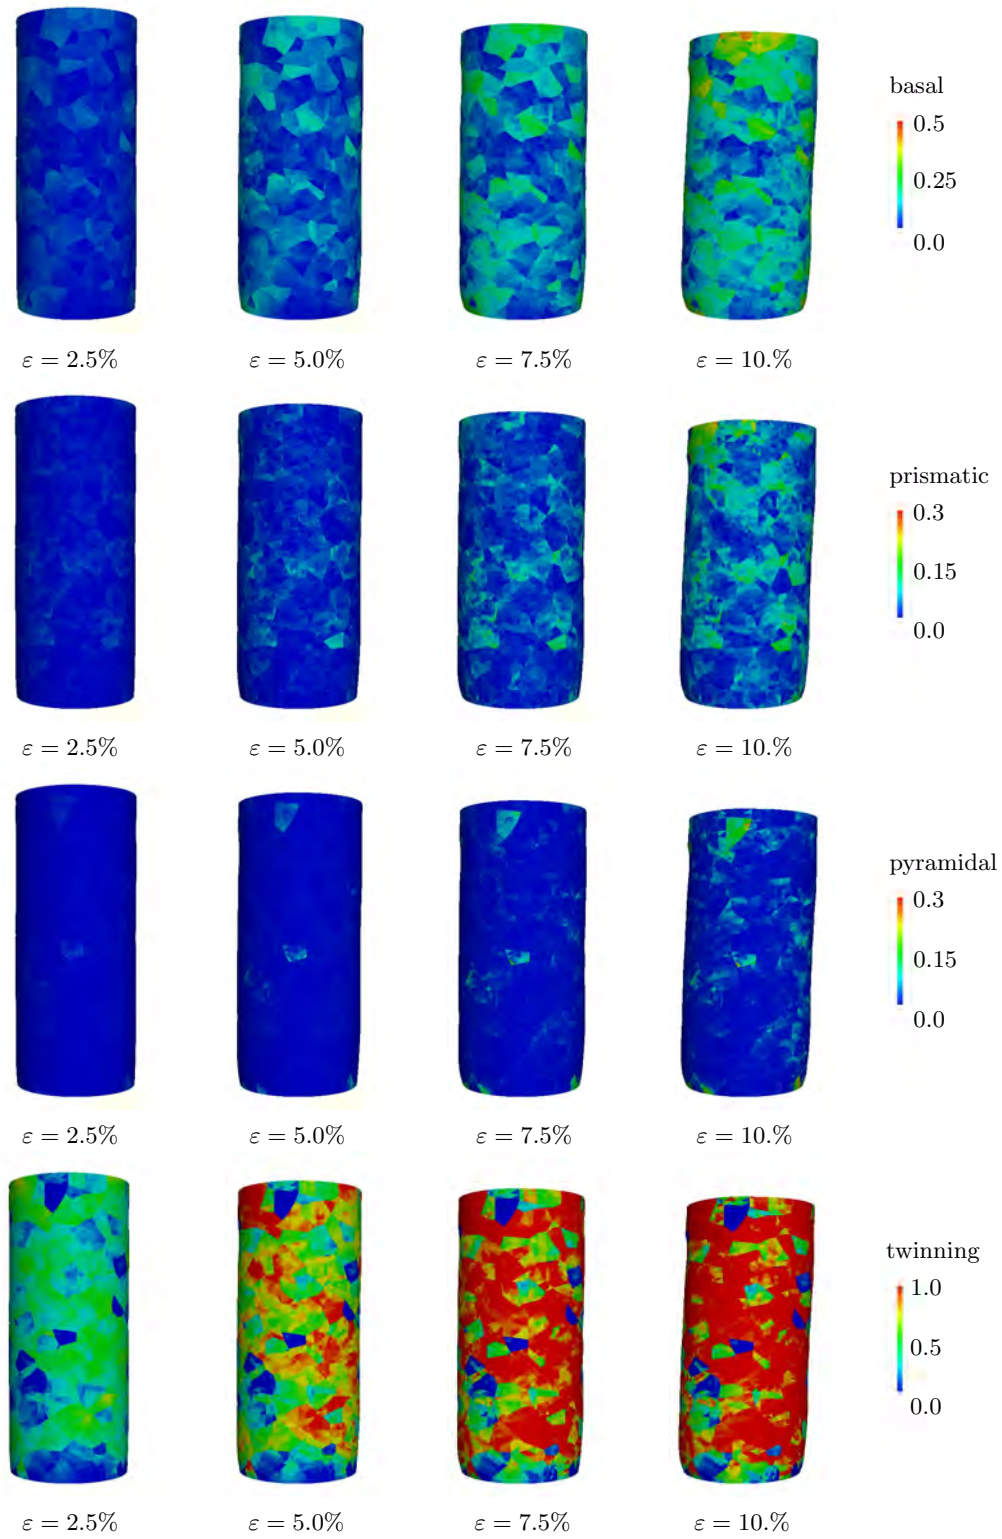 basal
0.5
0.25
0.0
ε = 2.5% ε = 5.0% ε = 7.5% ε = 10.%
prismatic
0.3
0.15
0.0
ε = 2.5% ε = 5.0% ε = 7.5% ε = 10.%
pyramidal
0.3
0.15
0.0
ε = 2.5% ε = 5.0% ε = 7.5% ε = 10.%
twinning
1.0
0.5
0.0
ε = 2.5% ε = 5.0% ε = 7.5% ε = 10.%